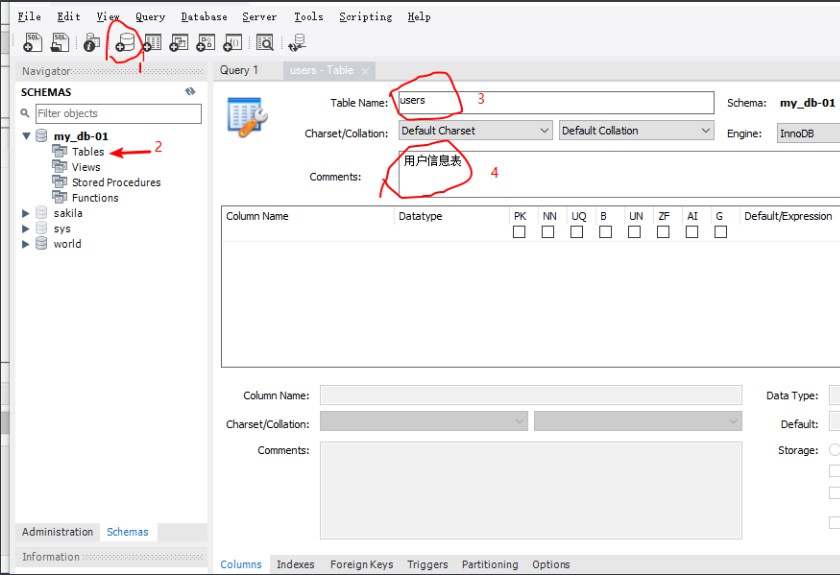 File Edit View Query Database Server Tools Scripting Help
1
Navigator
Query 1 users - Table
SCHEMAS
Filter objects
my_db-01
Tables 2
Views
Stored Procedures
Functions
sakila
sys
world
Table Name: users 3 Schema: my_db-01
Charset/Collation: Default Charset Default Collation Engine: InnoDB
Comments: 用户信息表 4
Column Name Datatype PK NN UQ B UN ZF AI G Default/Expression
Column Name: Data Type:
Charset/Collation: Default:
Comments: Storage:
Administration Schemas
Information
Columns Indexes Foreign Keys Triggers Partitioning Options